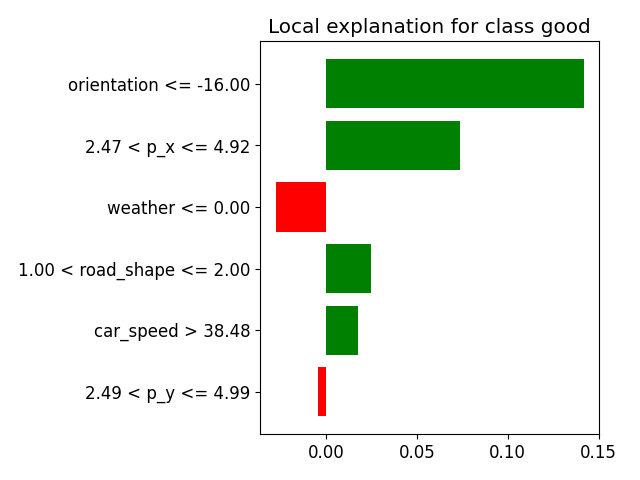 Local explanation for class good
orientation <= -16.00
2.47 < p_x <= 4.92
weather <= 0.00
1.00 < road_shape <= 2.00
car_speed > 38.48
2.49 < p_y <= 4.99
0.00 0.05 0.10 0.15